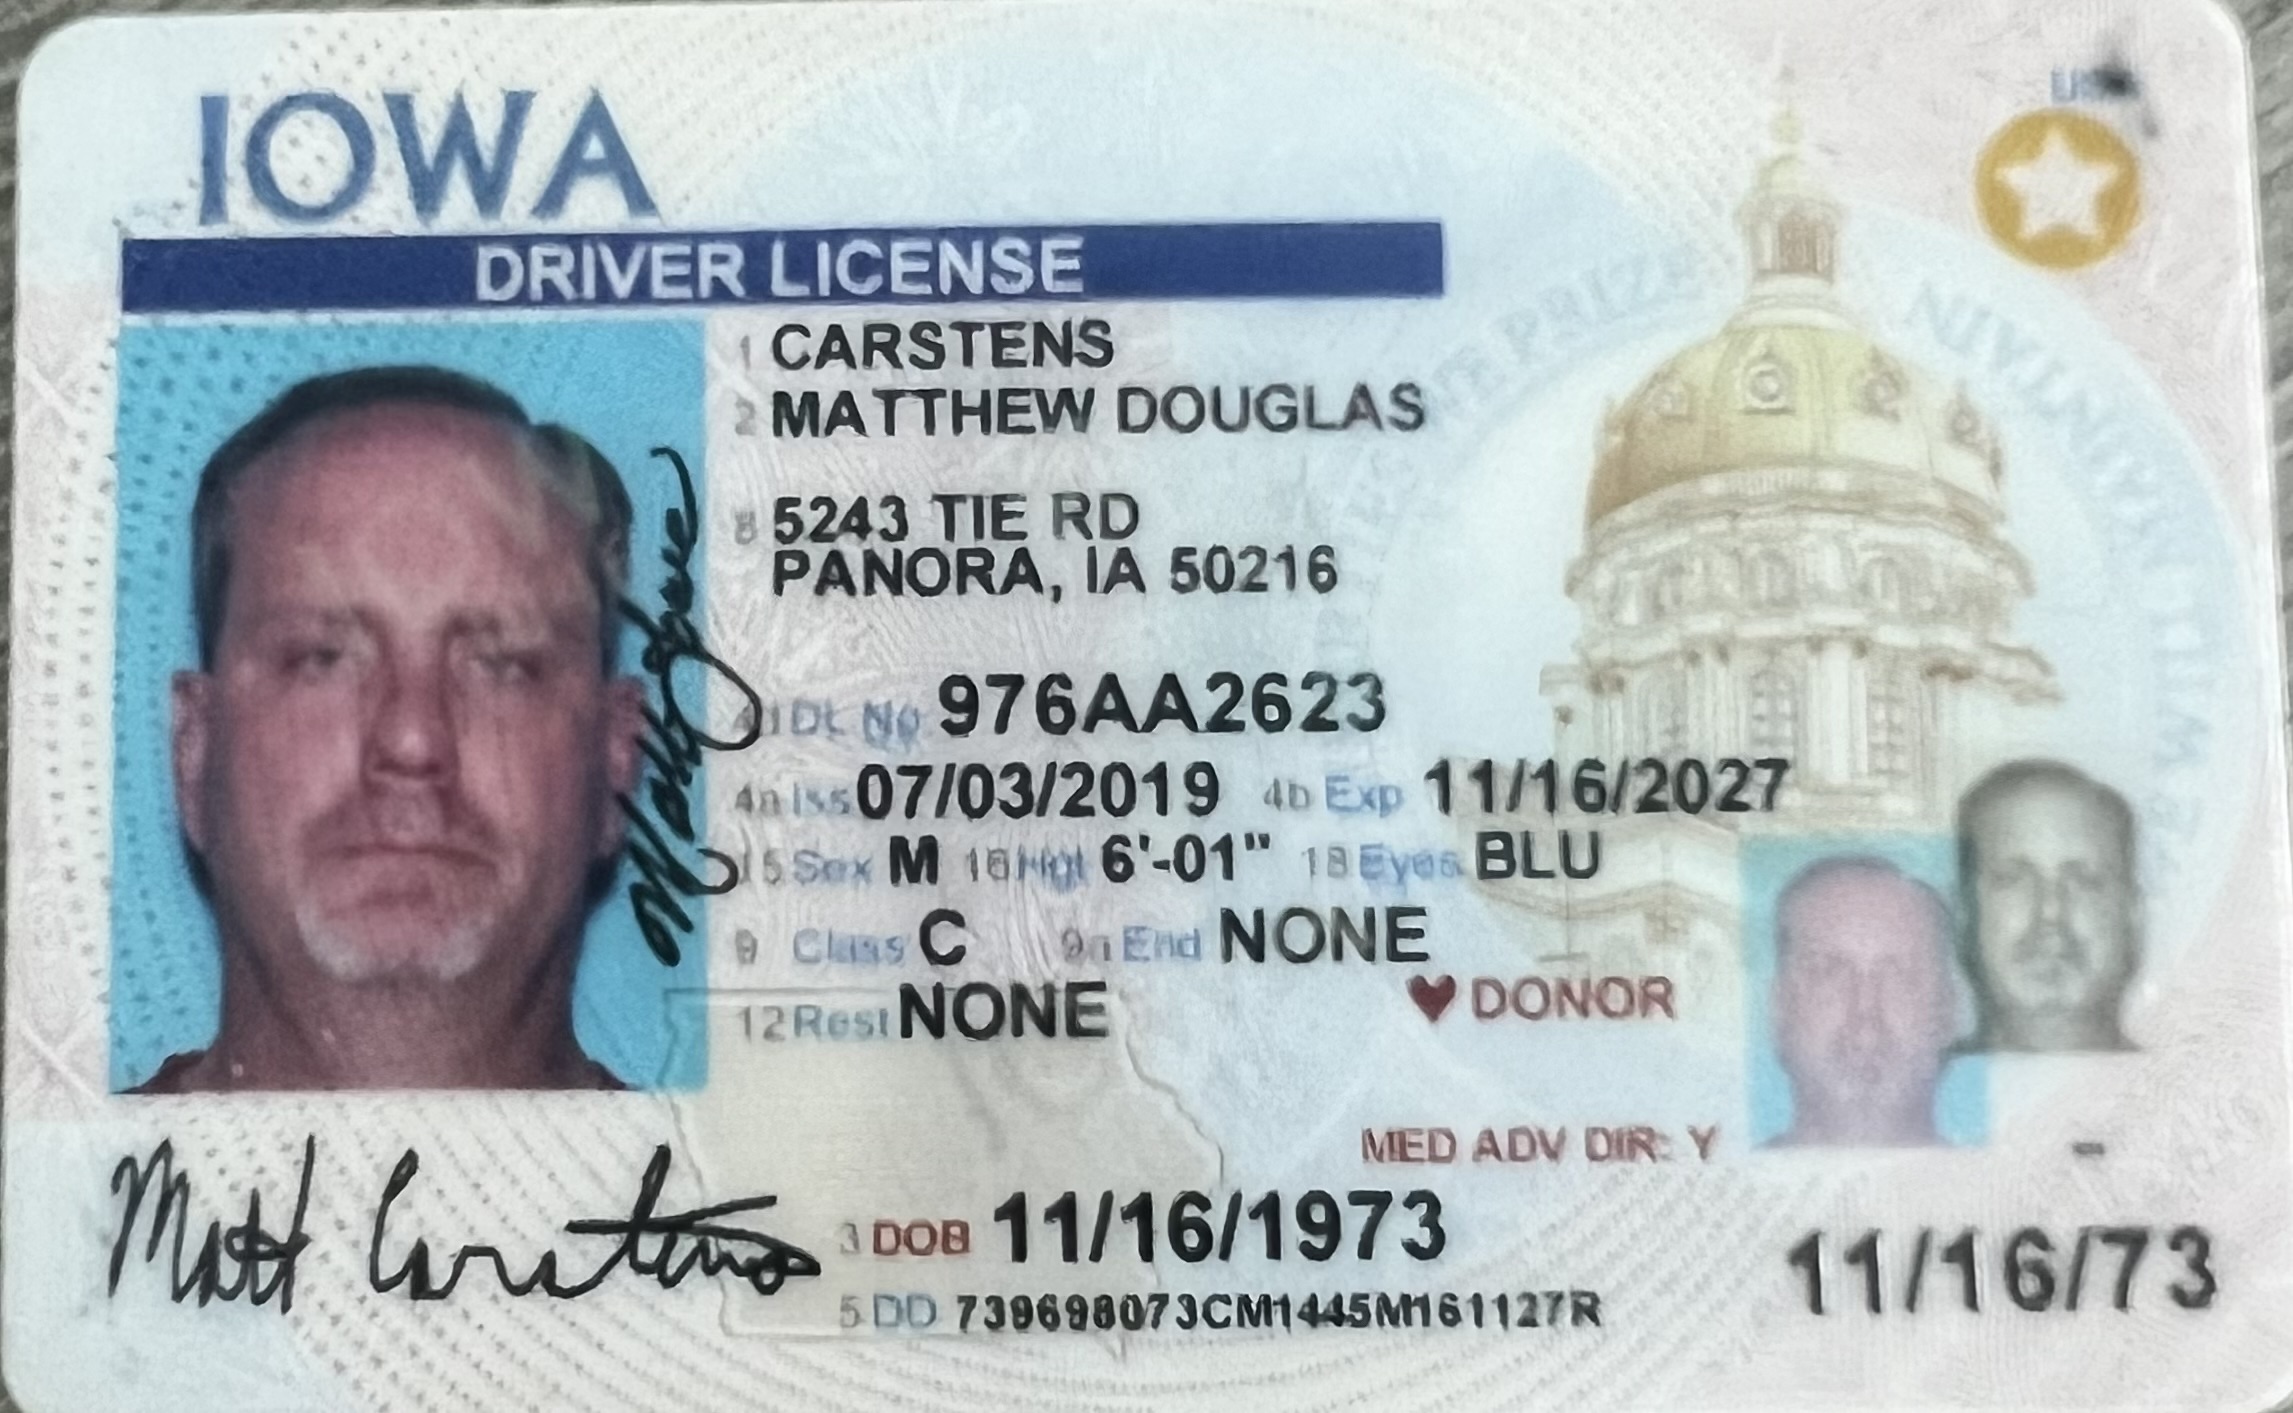 IOWA
DRIVER LICENSE
1 CARSTENS
2 MATTHEW DOUGLAS
8 5243 TIE RD
PANORA, IA 50216
DL No 976AA2623
4a Iss 07/03/2019 4b Exp 11/16/2027
15 Sex M 16 Hgt 6'-01" 18 Eyes BLU
9 Class C 9a End NONE
12 Rest NONE ♥ DONOR
MED ADV DIR: Y
3 DOB 11/16/1973
11/16/73
5 DD 739698073CM1445M161127R
Matt Carstens